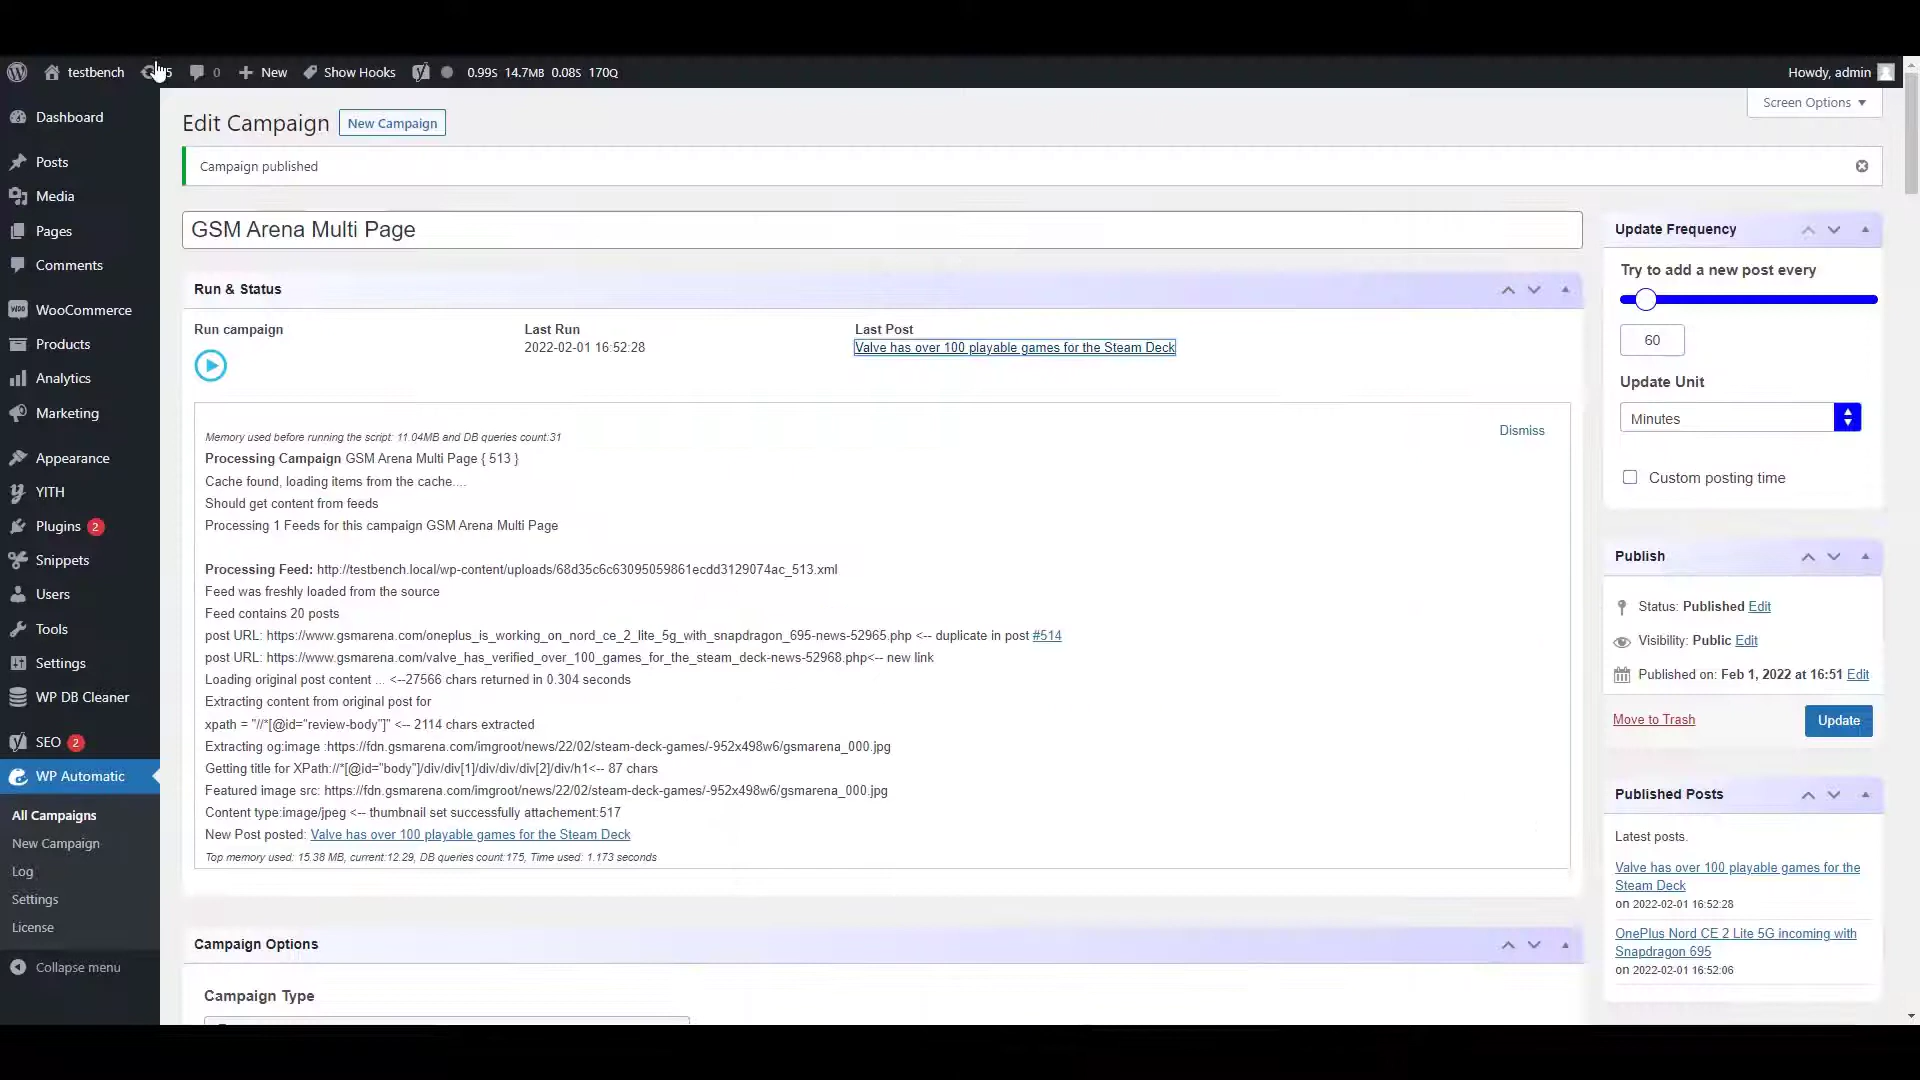 testbench
5
0
New
Show Hooks
0.99S 14.7MB 0.08S 170Q
Howdy, admin
Screen Options
Dashboard
Posts
Media
Pages
Comments
WooCommerce
Products
Analytics
Marketing
Appearance
YITH
Plugins 2
Snippets
Users
Tools
Settings
WP DB Cleaner
SEO 2
WP Automatic
All Campaigns
New Campaign
Log
Settings
License
Collapse menu
Edit Campaign
New Campaign
Campaign published
GSM Arena Multi Page
Run & Status
Run campaign
Last Run
2022-02-01 16:52:28
Last Post
Valve has over 100 playable games for the Steam Deck
Dismiss
Memory used before running the script: 11.04MB and DB queries count:31
Processing Campaign GSM Arena Multi Page { 513 }
Cache found, loading items from the cache....
Should get content from feeds
Processing 1 Feeds for this campaign GSM Arena Multi Page
Processing Feed: http://testbench.local/wp-content/uploads/68d35c6c63095059861ecdd3129074ac_513.xml
Feed was freshly loaded from the source
Feed contains 20 posts
post URL: https://www.gsmarena.com/oneplus_is_working_on_nord_ce_2_lite_5g_with_snapdragon_695-news-52965.php <-- duplicate in post #514
post URL: https://www.gsmarena.com/valve_has_verified_over_100_games_for_the_steam_deck-news-52968.php<-- new link
Loading original post content ... <--27566 chars returned in 0.304 seconds
Extracting content from original post for
xpath = "//*[@id="review-body"]" <-- 2114 chars extracted
Extracting og:image :https://fdn.gsmarena.com/imgroot/news/22/02/steam-deck-games/-952x498w6/gsmarena_000.jpg
Getting title for XPath://*[@id="body"]/div/div[1]/div/div/div[2]/div/h1<-- 87 chars
Featured image src: https://fdn.gsmarena.com/imgroot/news/22/02/steam-deck-games/-952x498w6/gsmarena_000.jpg
Content type:image/jpeg <-- thumbnail set successfully attachement:517
New Post posted: Valve has over 100 playable games for the Steam Deck
Top memory used: 15.38 MB, current:12.29, DB queries count:175, Time used: 1.173 seconds
Campaign Options
Campaign Type
Update Frequency
Try to add a new post every
60
Update Unit
Minutes
Custom posting time
Publish
Status: Published Edit
Visibility: Public Edit
Published on: Feb 1, 2022 at 16:51 Edit
Move to Trash
Update
Published Posts
Latest posts.
Valve has over 100 playable games for the
Steam Deck
on 2022-02-01 16:52:28
OnePlus Nord CE 2 Lite 5G incoming with
Snapdragon 695
on 2022-02-01 16:52:06